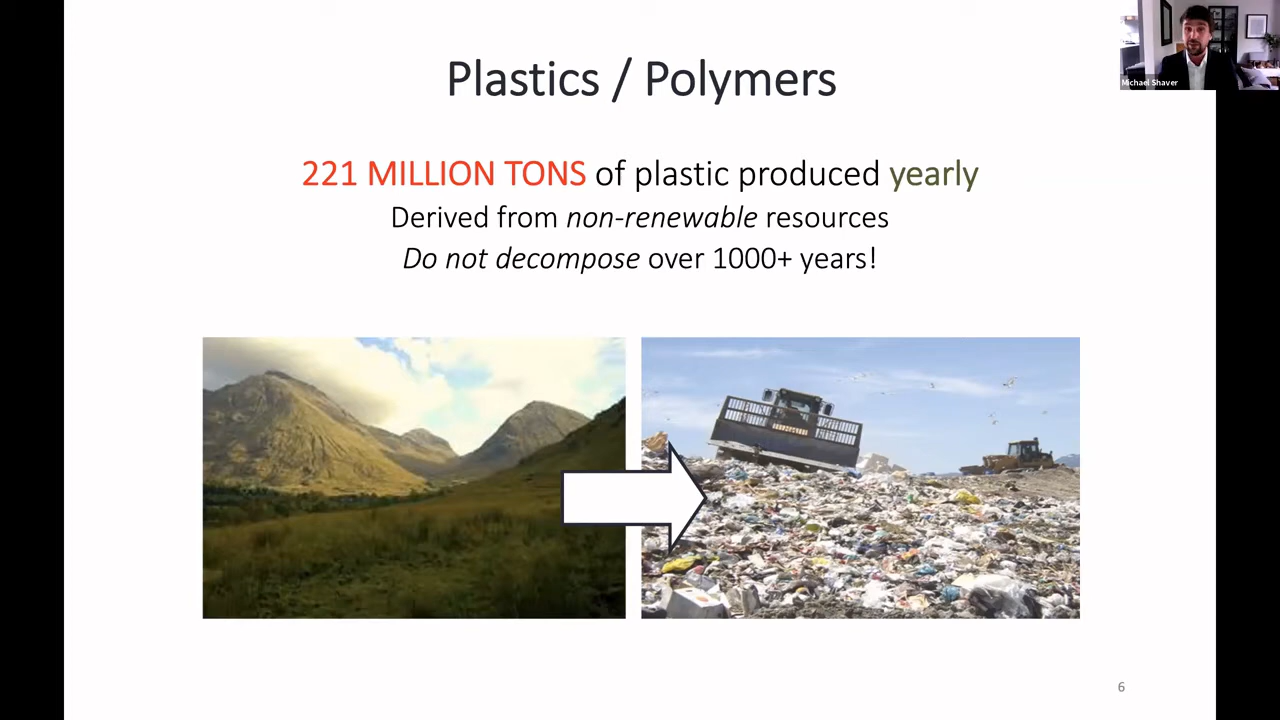 Plastics / Polymers
Michael Shaver
221 MILLION TONS of plastic produced yearly
Derived from non-renewable resources
Do not decompose over 1000+ years!
6